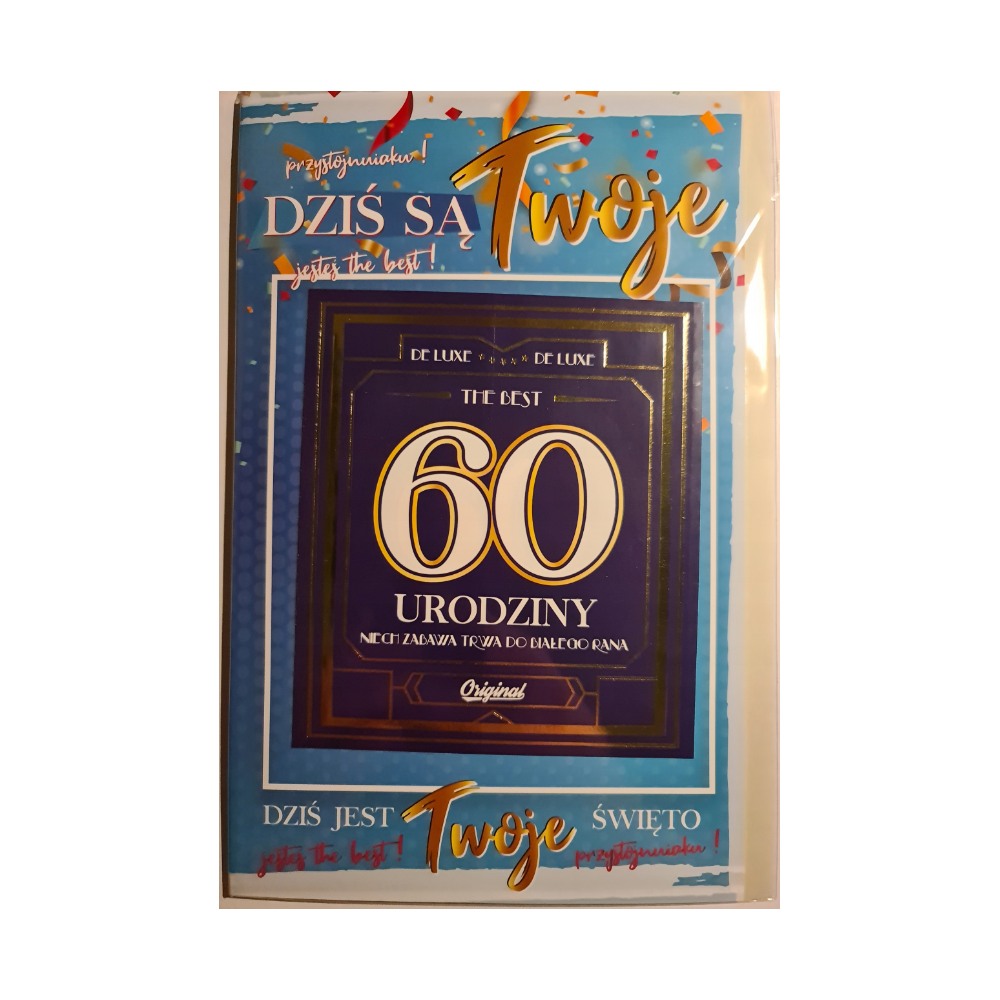 przystojniaku!
DZIŚ SĄ Twoje
jesteś the best!
DE LUXE DE LUXE
THE BEST
60
URODZINY
NIECH ZABAWA TRWA DO BIAŁEGO RANA
Original
DZIŚ JEST Twoje ŚWIĘTO
jesteś the best! przystojniaku!